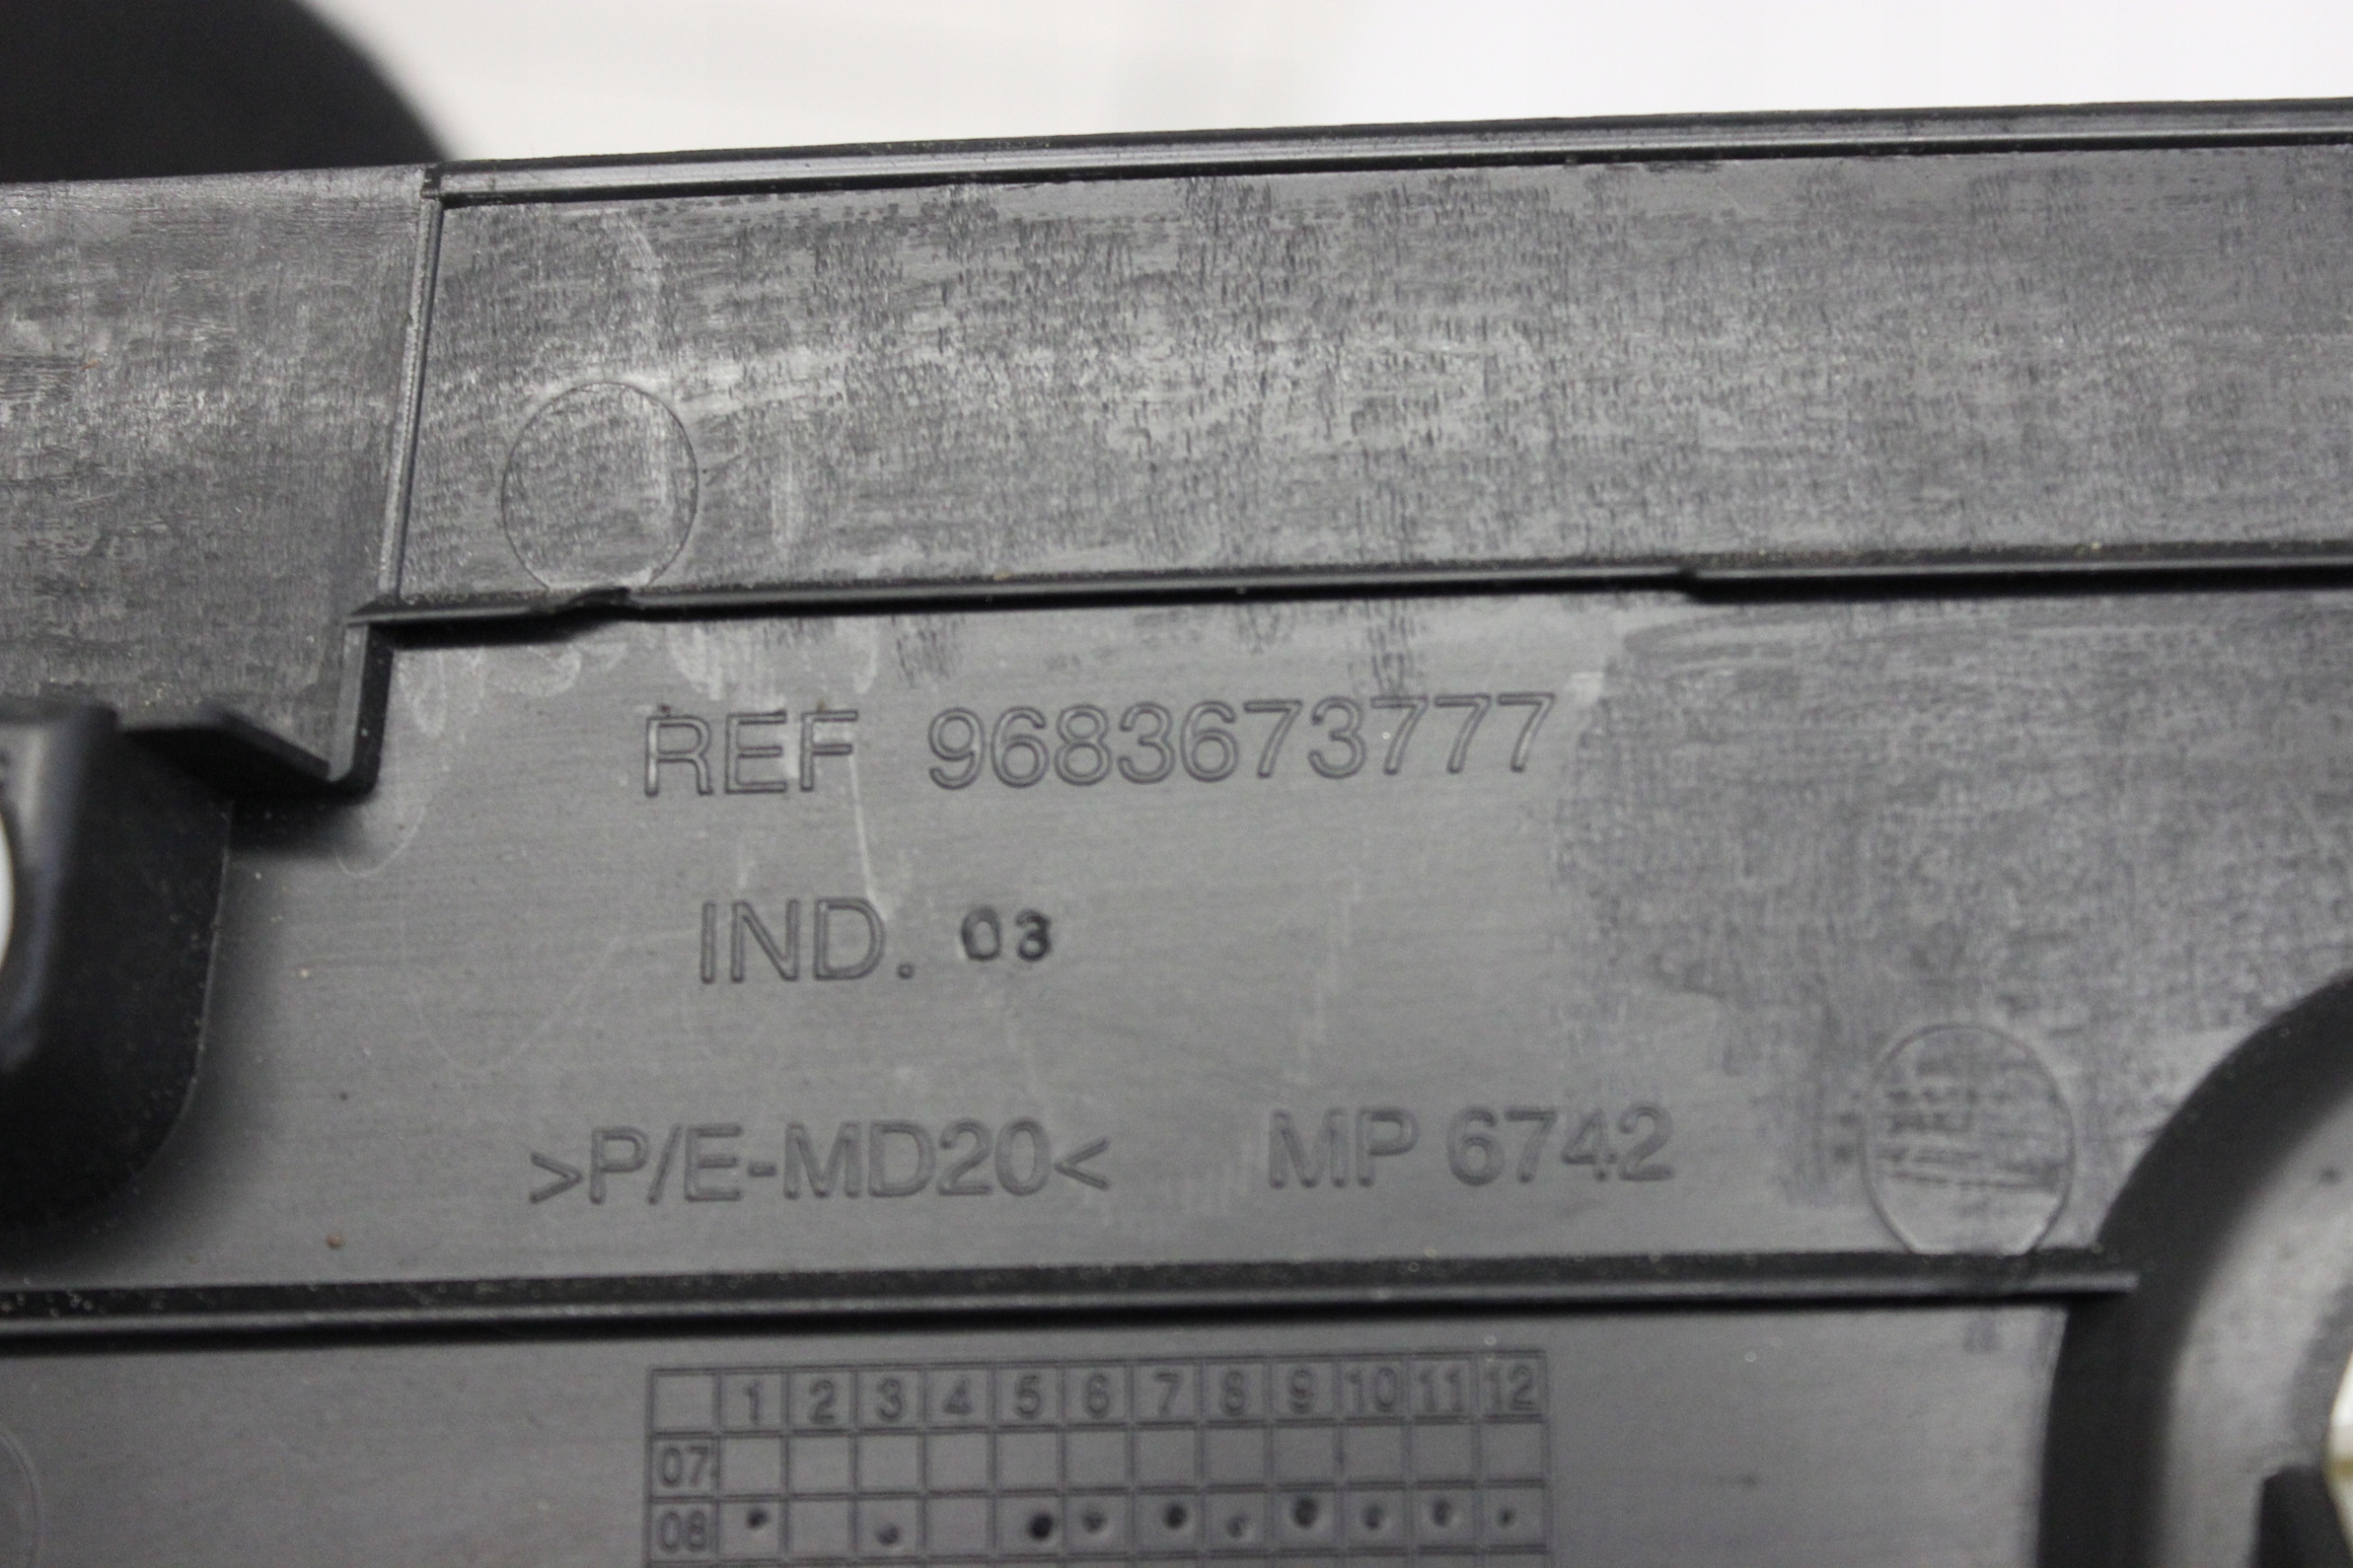 REF 9683673777
IND. 03
>P/E-MD20< MP 6742
1 2 3 4 5 6 7 8 9 10 11 12
07
08